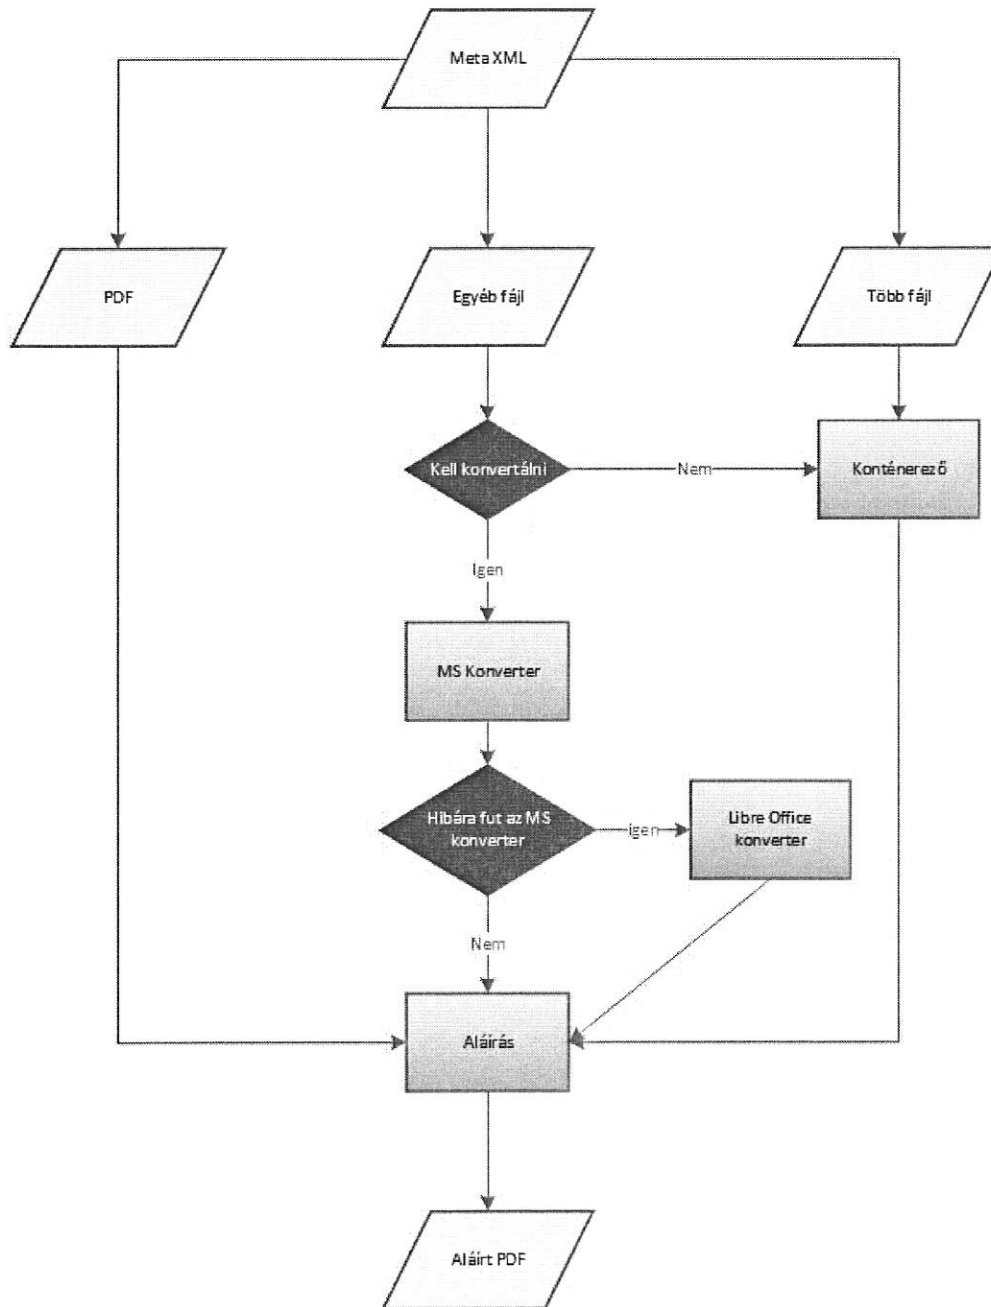 Meta XML
PDF
Egyéb fájl
Több fájl
Kell konvertálni
Nem
Konténerező
Igen
MS Konverter
Hibára fut az MS
konverter
igen
Libre Office
konverter
Nem
Aláírás
Aláírt PDF